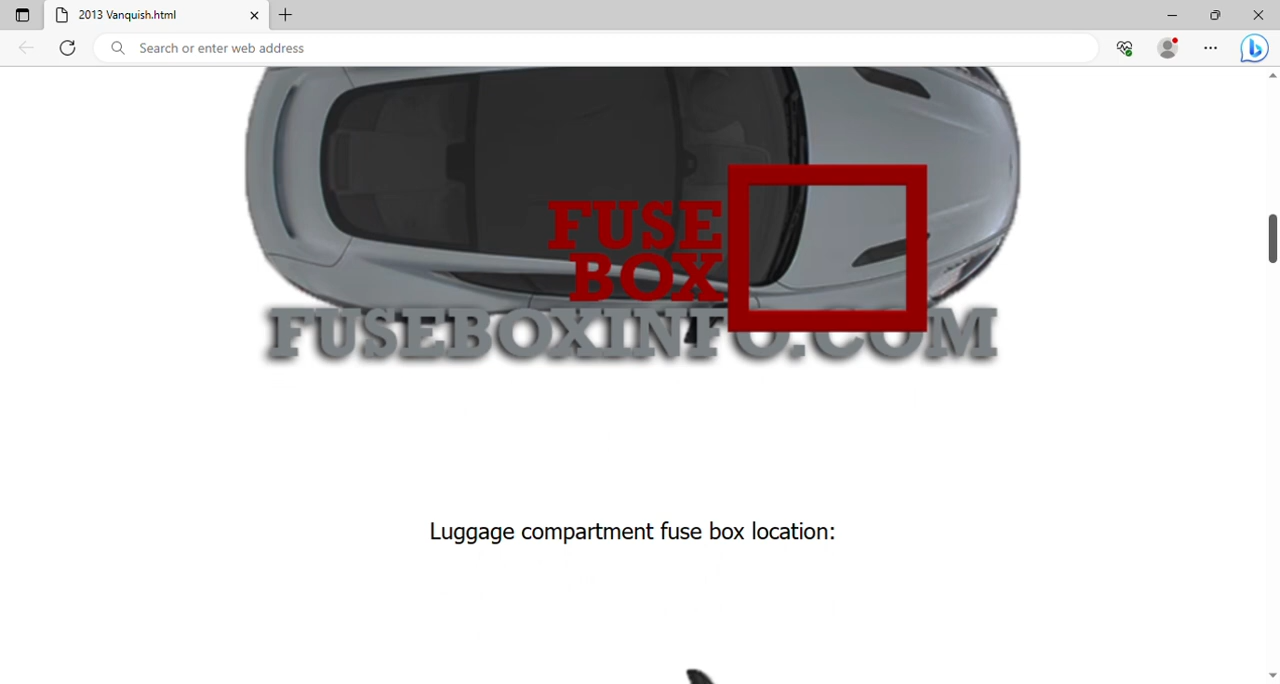 2013 Vanquish.html
Search or enter web address
FUSE
BOX
FUSEBOXINFO.COM
Luggage compartment fuse box location: